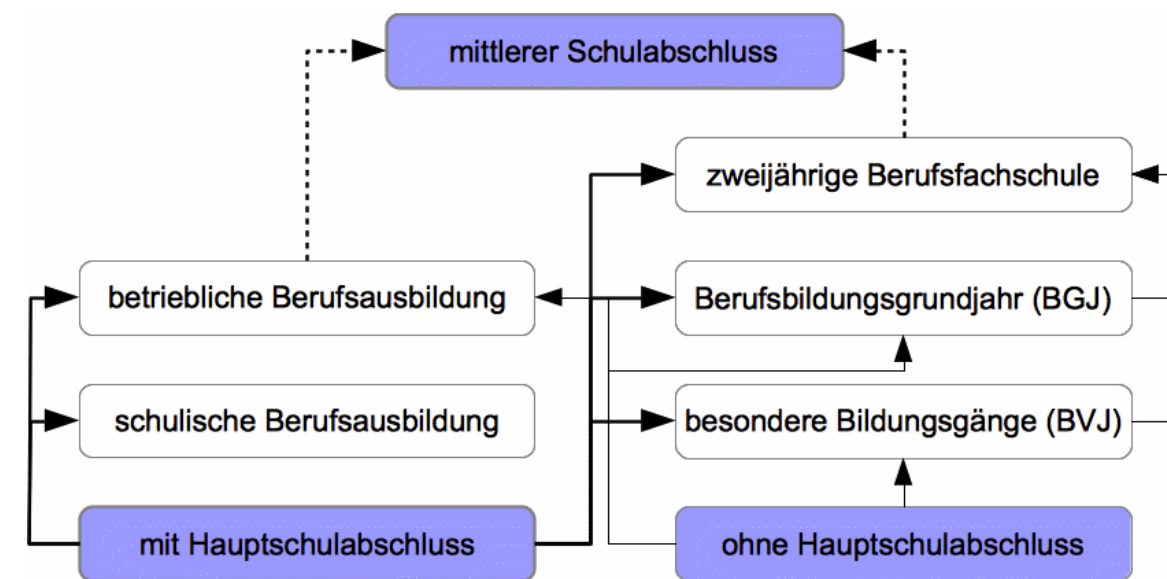 mittlerer Schulabschluss
zweijährige Berufsfachschule
betriebliche Berufsausbildung
Berufsbildungsgrundjahr (BGJ)
schulische Berufsausbildung
besondere Bildungsgänge (BVJ)
mit Hauptschulabschluss
ohne Hauptschulabschluss